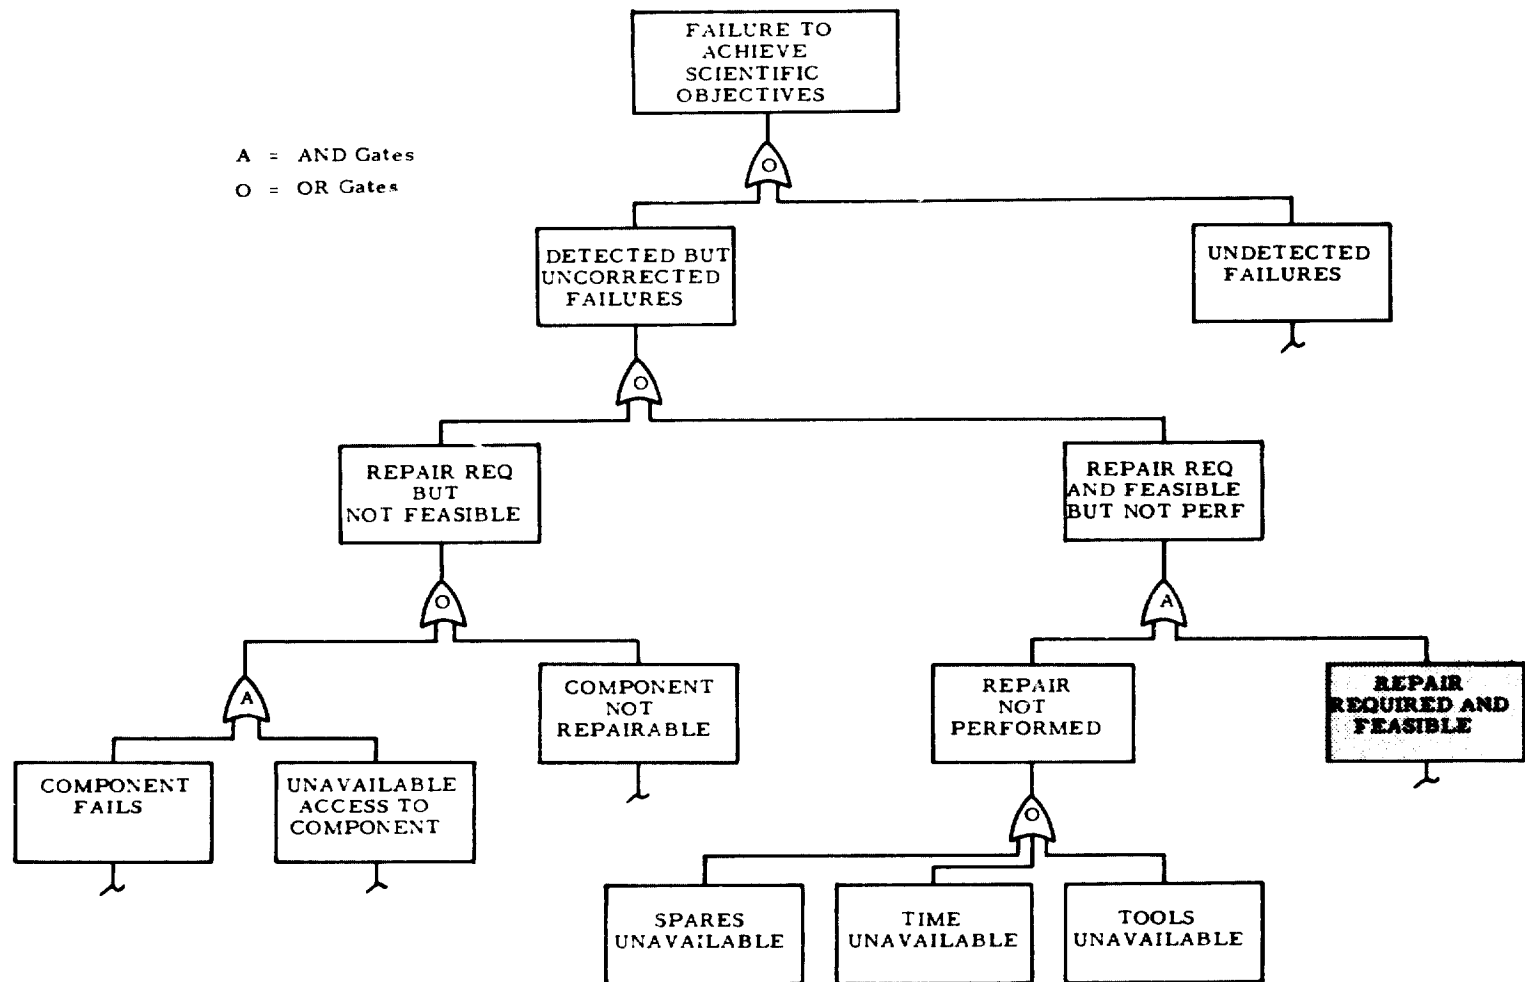 FAILURE TO
ACHIEVE
SCIENTIFIC
OBJECTIVES
A = AND Gates
O = OR Gates
O
DETECTED BUT
UNCORRECTED
FAILURES
UNDETECTED
FAILURES
O
REPAIR REQ
BUT
NOT FEASIBLE
REPAIR REQ
AND FEASIBLE
BUT NOT PERF
O
A
A
COMPONENT
NOT
REPAIRABLE
REPAIR
NOT
PERFORMED
REPAIR
REQUIRED AND
FEASIBLE
COMPONENT
FAILS
UNAVAILABLE
ACCESS TO
COMPONENT
O
SPARES
UNAVAILABLE
TIME
UNAVAILABLE
TOOLS
UNAVAILABLE